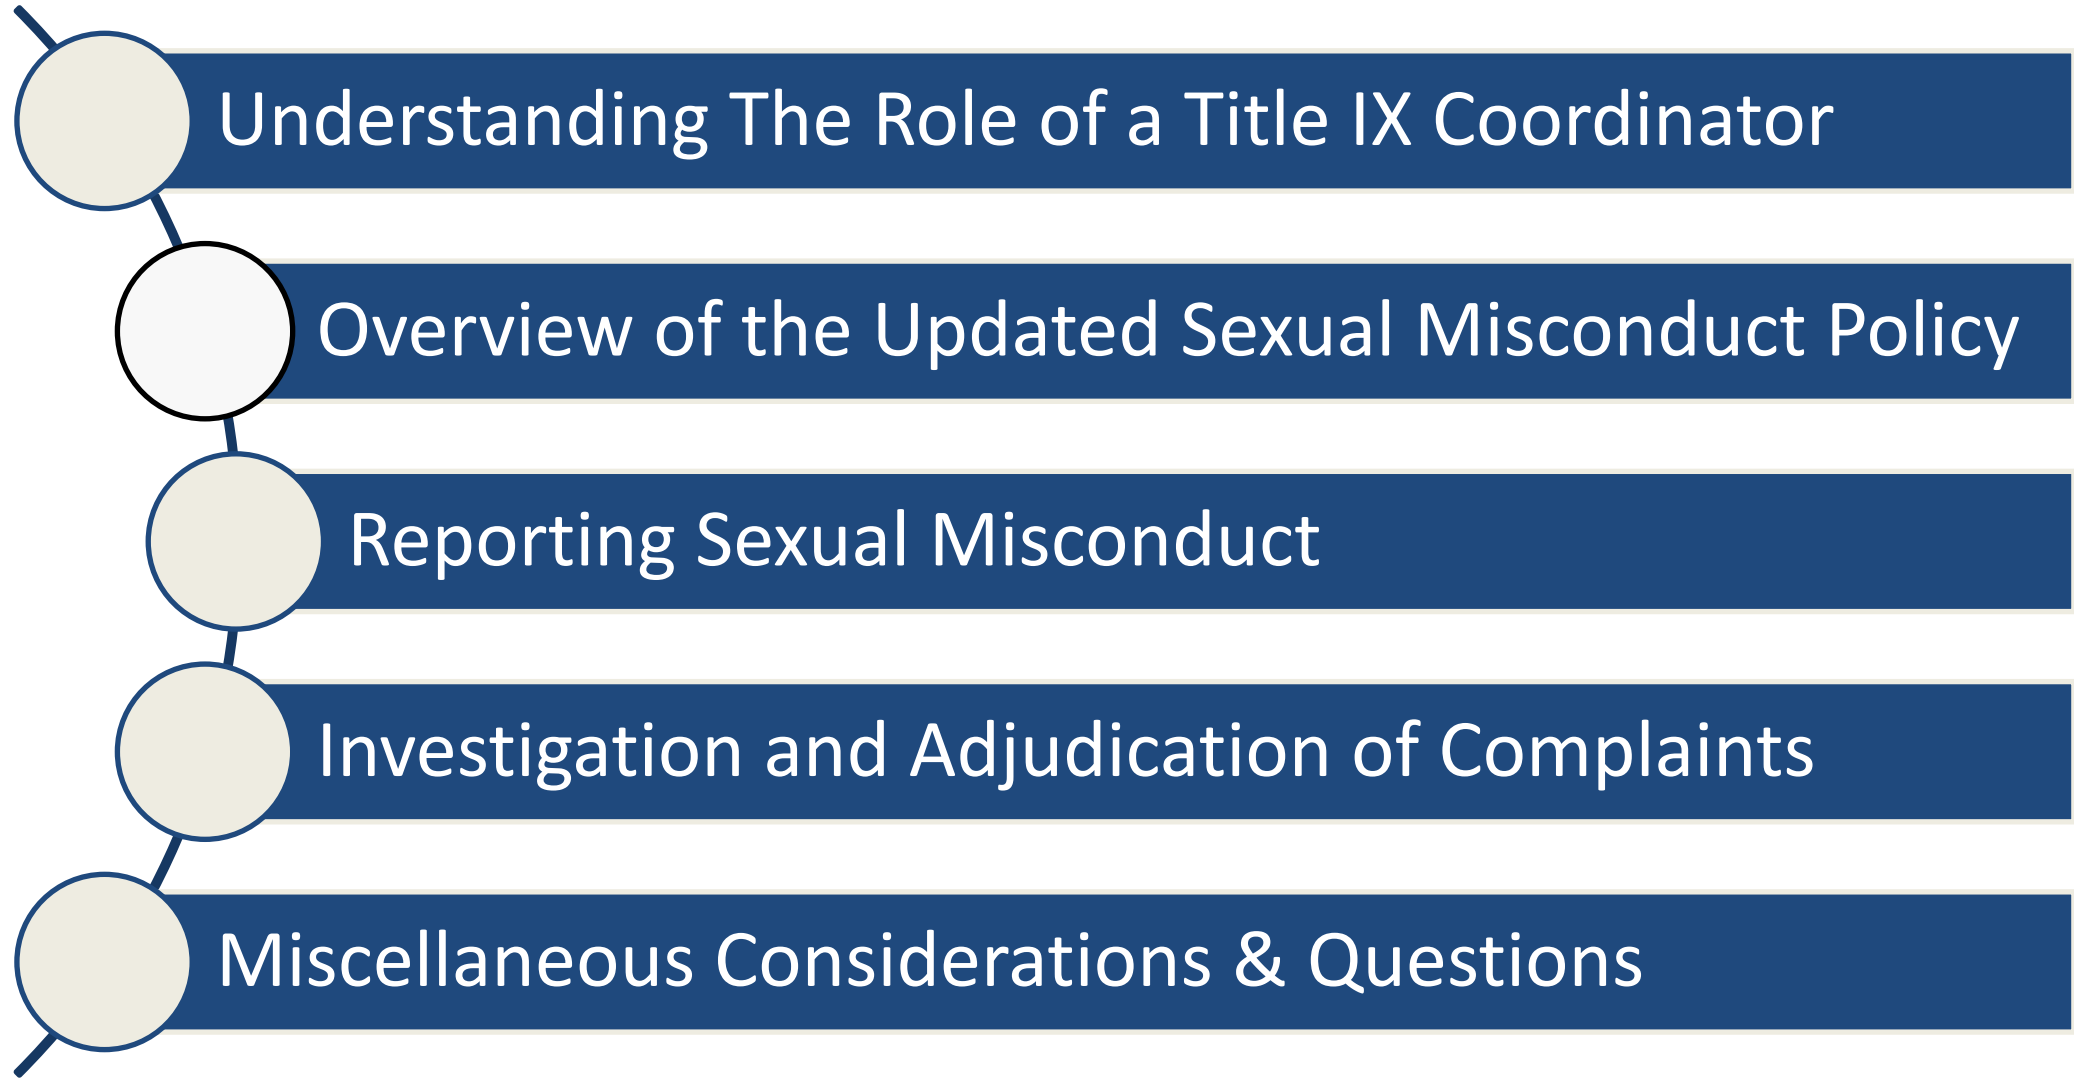 Understanding The Role of a Title IX Coordinator
Overview of the Updated Sexual Misconduct Policy
Reporting Sexual Misconduct
Investigation and Adjudication of Complaints
Miscellaneous Considerations & Questions